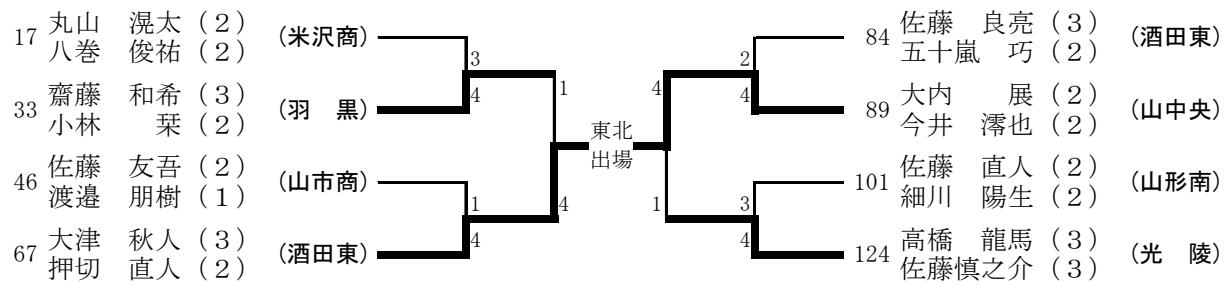 17 丸山　滉太（２） （米沢商）
八巻　俊祐（２）
33 齋藤　和希（３） （羽　黒）
小林　　栞（２）
46 佐藤　友吾（２） （山市商）
渡邉　朋樹（１）
67 大津　秋人（３） （酒田東）
押切　直人（２）
3
4
1
4
1
4
東北
出場
4
1
2
4
3
4
84 佐藤　良亮（３） （酒田東）
五十嵐　巧（２）
89 大内　　展（２） （山中央）
今井　澪也（２）
101 佐藤　直人（２） （山形南）
細川　陽生（２）
124 高橋　龍馬（３） （光　陵）
佐藤慎之介（３）